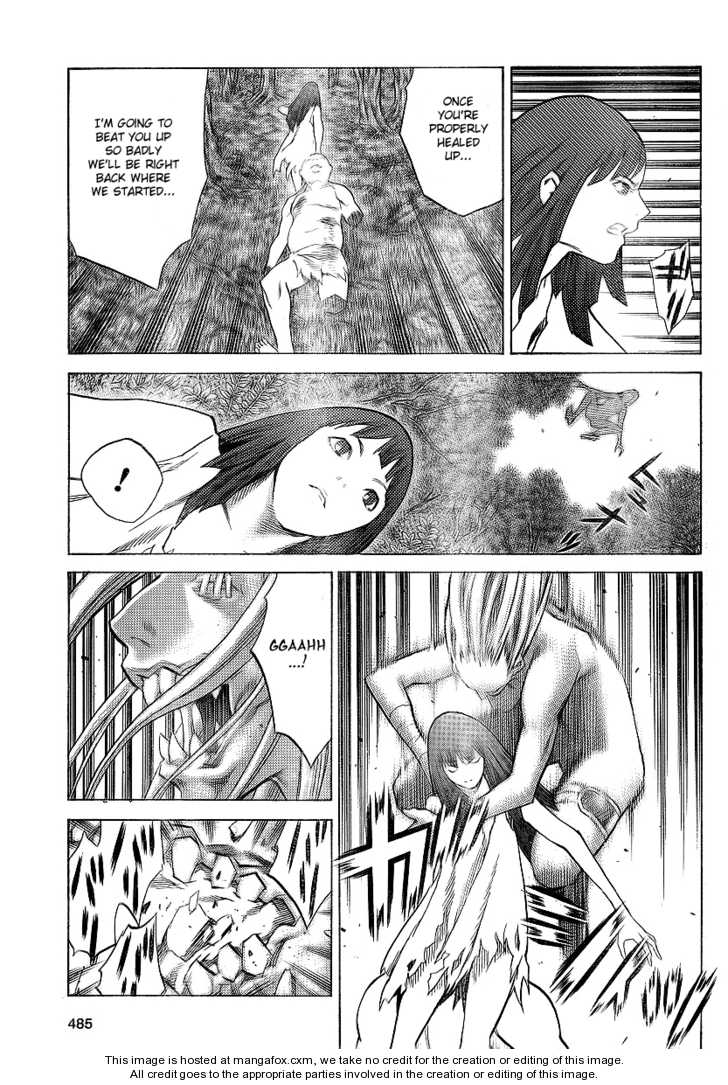 ONCE
YOU'RE
PROPERLY
HEALED
UP...
I'M GOING TO
BEAT YOU UP
SO BADLY
WE'LL BE RIGHT
BACK WHERE
WE STARTED...
!
GGAAHH
...!
485
This image is hosted at mangafox.cxm, we take no credit for the creation or editing of this image.
All credit goes to the appropriate parties involved in the creation or editing of this image.